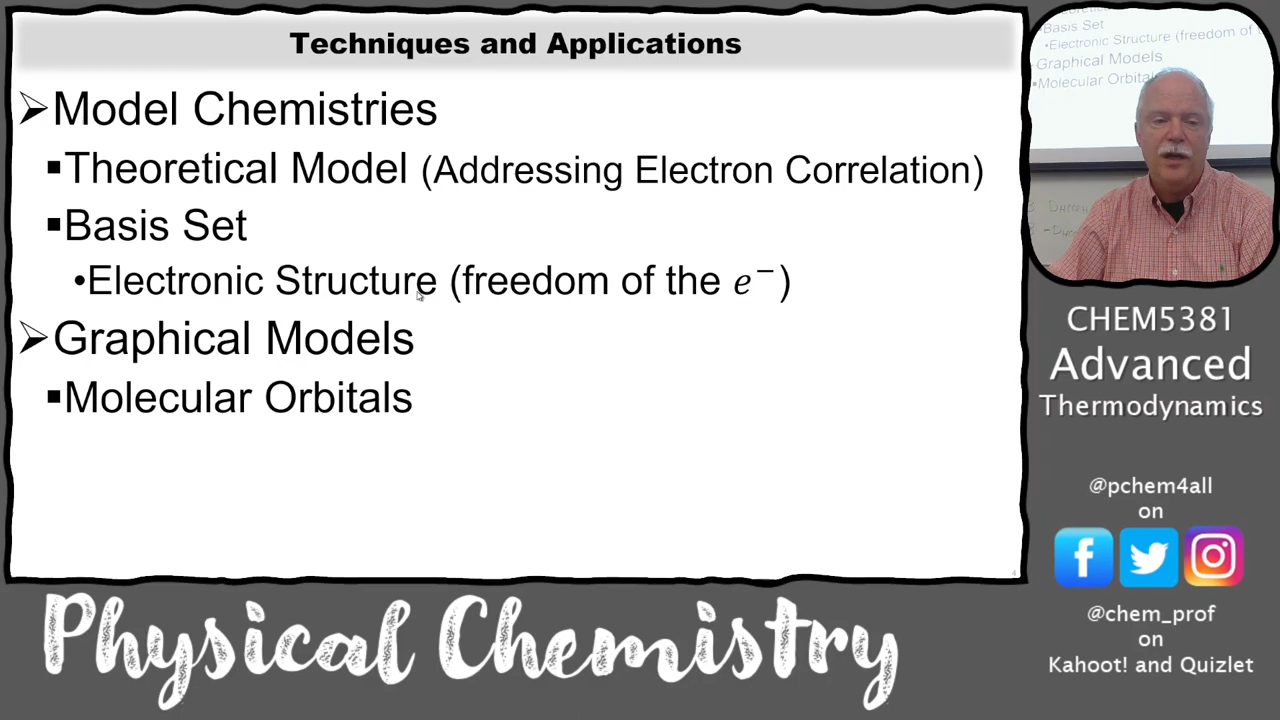 Techniques and Applications
➢Model Chemistries
▪Theoretical Model (Addressing Electron Correlation)
▪Basis Set
•Electronic Structure (freedom of the e⁻)
➢Graphical Models
▪Molecular Orbitals
4
Basis Set
•Electronic Structure (freedom of
Graphical Models
▪Molecular Orbitals
CHEM5381
Advanced
Thermodynamics
@pchem4all
on
@chem_prof
on
Kahoot! and Quizlet
Physical Chemistry